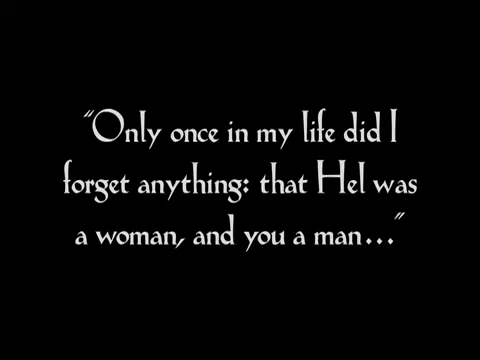 “Only once in my life did I
forget anything: that Hel was
a woman, and you a man...”